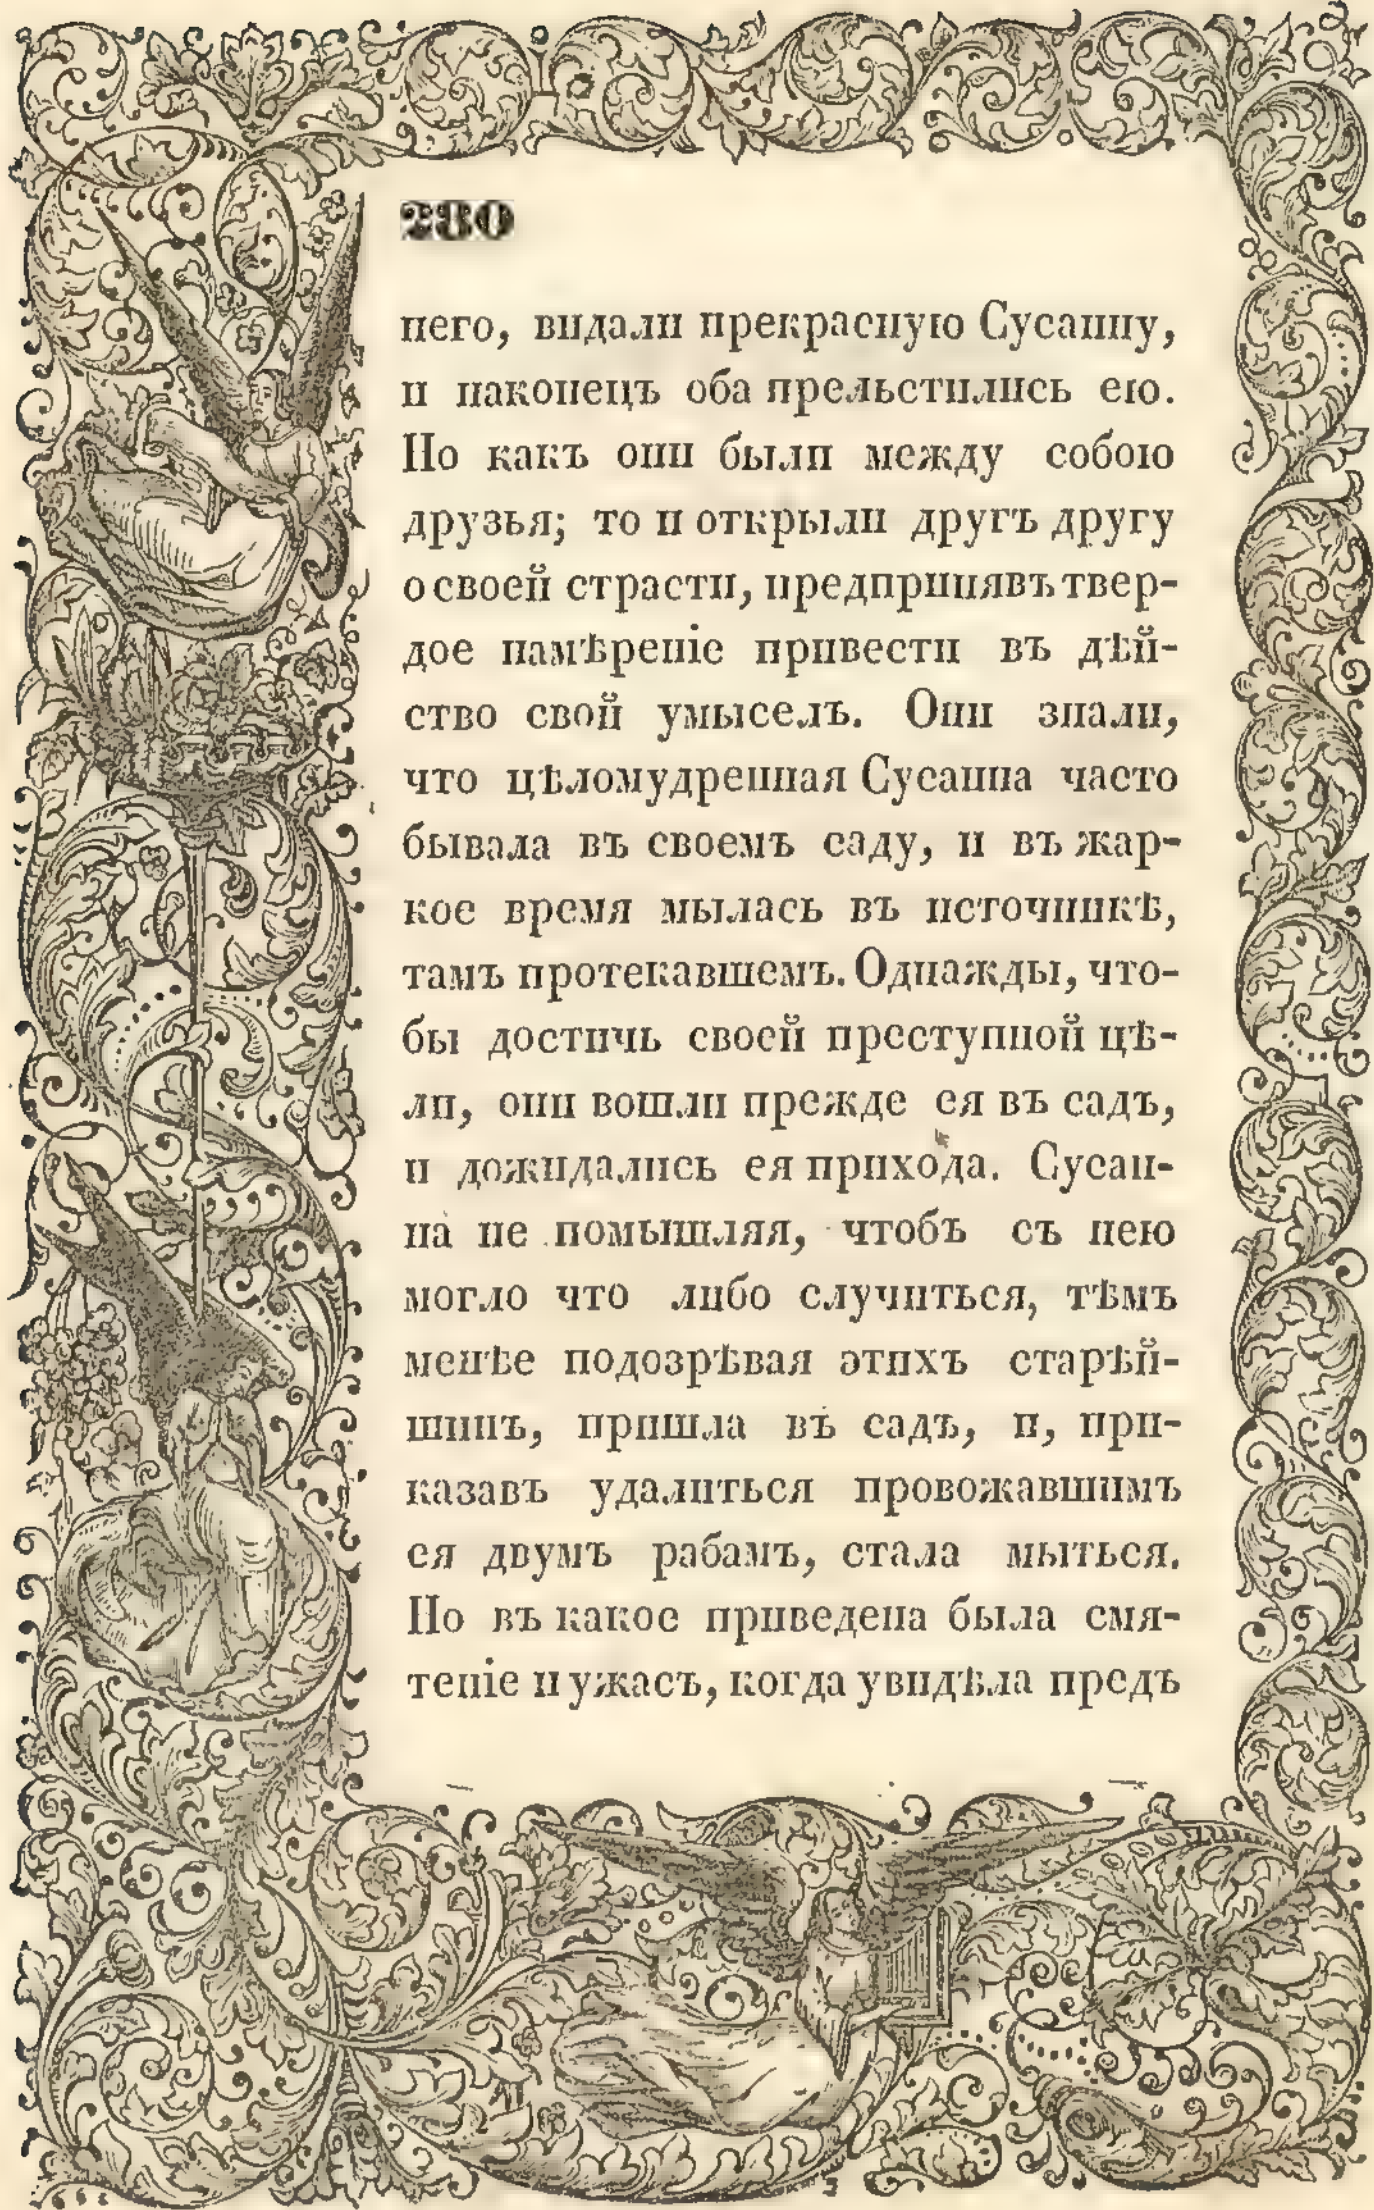 280
него, видали прекрасную Сусанну,
и наконецъ оба прельстились ею.
Но какъ они были между собою
друзья; то и открыли другъ другу
о своей страсти, предпринявъ твер-
дое намѣреніе привести въ дѣй-
ство свой умыселъ. Они знали,
что цѣломудренная Сусанна часто
бывала въ своемъ саду, и въ жар-
кое время мылась въ источникѣ,
тамъ протекавшемъ. Однажды, что-
бы достичь своей преступной цѣ-
ли, они вошли прежде ея въ садъ,
и дожидались ея прихода. Сусан-
на не помышляя, чтобъ съ нею
могло что либо случиться, тѣмъ
менѣе подозрѣвая этихъ старѣй-
шинъ, пришла въ садъ, и, при-
казавъ удалиться провожавшимъ
ея двумъ рабамъ, стала мыться.
Но въ какое приведена была смя-
теніе и ужасъ, когда увидѣла предъ